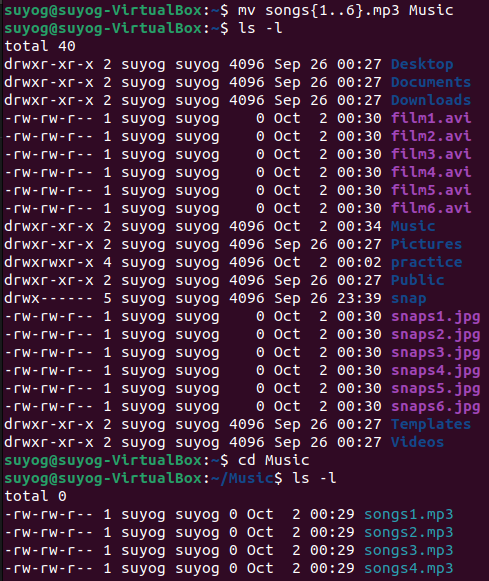 suyog@suyog-VirtualBox:~$ mv songs{1..6}.mp3 Music
suyog@suyog-VirtualBox:~$ ls -l
total 40
drwxr-xr-x 2 suyog suyog 4096 Sep 26 00:27 Desktop
drwxr-xr-x 2 suyog suyog 4096 Sep 26 00:27 Documents
drwxr-xr-x 2 suyog suyog 4096 Sep 26 00:27 Downloads
-rw-rw-r-- 1 suyog suyog    0 Oct  2 00:30 film1.avi
-rw-rw-r-- 1 suyog suyog    0 Oct  2 00:30 film2.avi
-rw-rw-r-- 1 suyog suyog    0 Oct  2 00:30 film3.avi
-rw-rw-r-- 1 suyog suyog    0 Oct  2 00:30 film4.avi
-rw-rw-r-- 1 suyog suyog    0 Oct  2 00:30 film5.avi
-rw-rw-r-- 1 suyog suyog    0 Oct  2 00:30 film6.avi
drwxr-xr-x 2 suyog suyog 4096 Oct  2 00:34 Music
drwxr-xr-x 2 suyog suyog 4096 Sep 26 00:27 Pictures
drwxrwxr-x 4 suyog suyog 4096 Oct  2 00:02 practice
drwxr-xr-x 2 suyog suyog 4096 Sep 26 00:27 Public
drwx------ 5 suyog suyog 4096 Sep 26 23:39 snap
-rw-rw-r-- 1 suyog suyog    0 Oct  2 00:30 snaps1.jpg
-rw-rw-r-- 1 suyog suyog    0 Oct  2 00:30 snaps2.jpg
-rw-rw-r-- 1 suyog suyog    0 Oct  2 00:30 snaps3.jpg
-rw-rw-r-- 1 suyog suyog    0 Oct  2 00:30 snaps4.jpg
-rw-rw-r-- 1 suyog suyog    0 Oct  2 00:30 snaps5.jpg
-rw-rw-r-- 1 suyog suyog    0 Oct  2 00:30 snaps6.jpg
drwxr-xr-x 2 suyog suyog 4096 Sep 26 00:27 Templates
drwxr-xr-x 2 suyog suyog 4096 Sep 26 00:27 Videos
suyog@suyog-VirtualBox:~$ cd Music
suyog@suyog-VirtualBox:~/Music$ ls -l
total 0
-rw-rw-r-- 1 suyog suyog 0 Oct  2 00:29 songs1.mp3
-rw-rw-r-- 1 suyog suyog 0 Oct  2 00:29 songs2.mp3
-rw-rw-r-- 1 suyog suyog 0 Oct  2 00:29 songs3.mp3
-rw-rw-r-- 1 suyog suyog 0 Oct  2 00:29 songs4.mp3